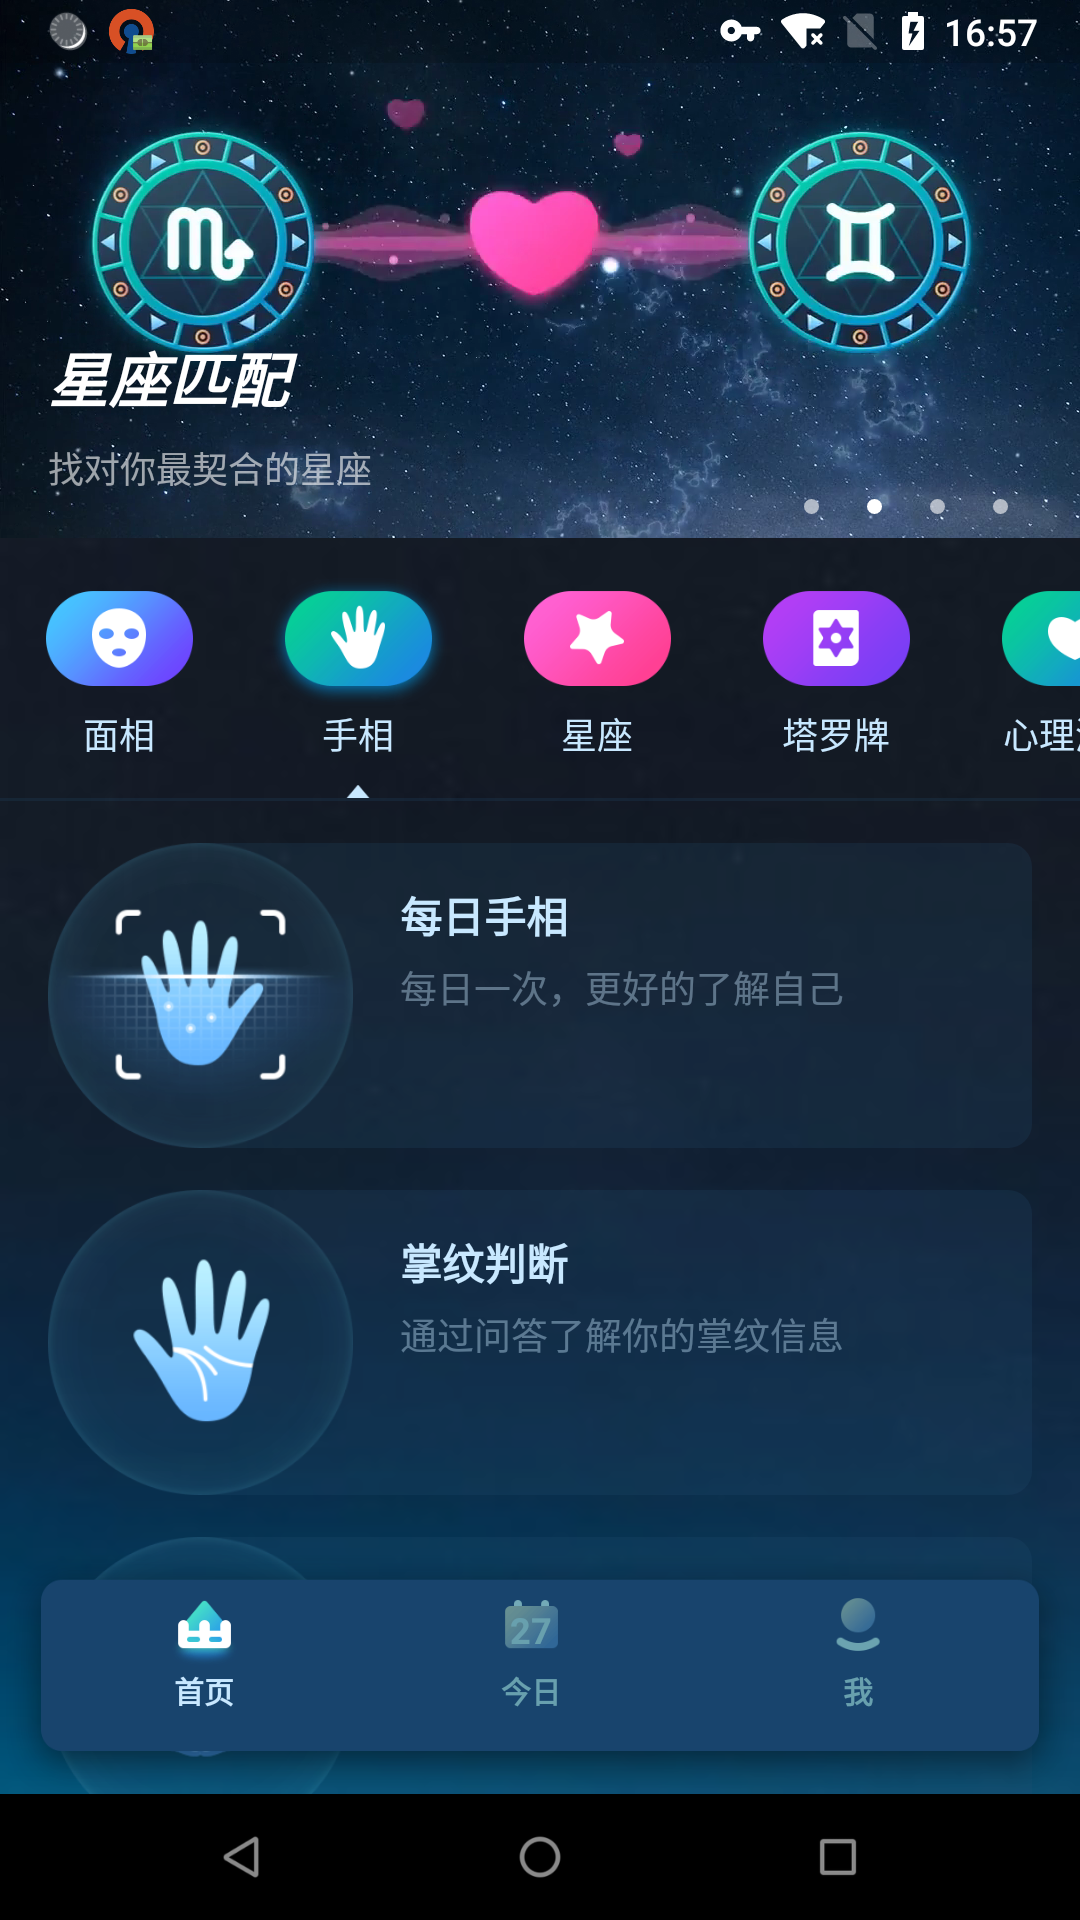 16:57
星座匹配
找对你最契合的星座
面相
手相
星座
塔罗牌
心理
每日手相
每日一次，更好的了解自己
掌纹判断
通过问答了解你的掌纹信息
27
首页
今日
我